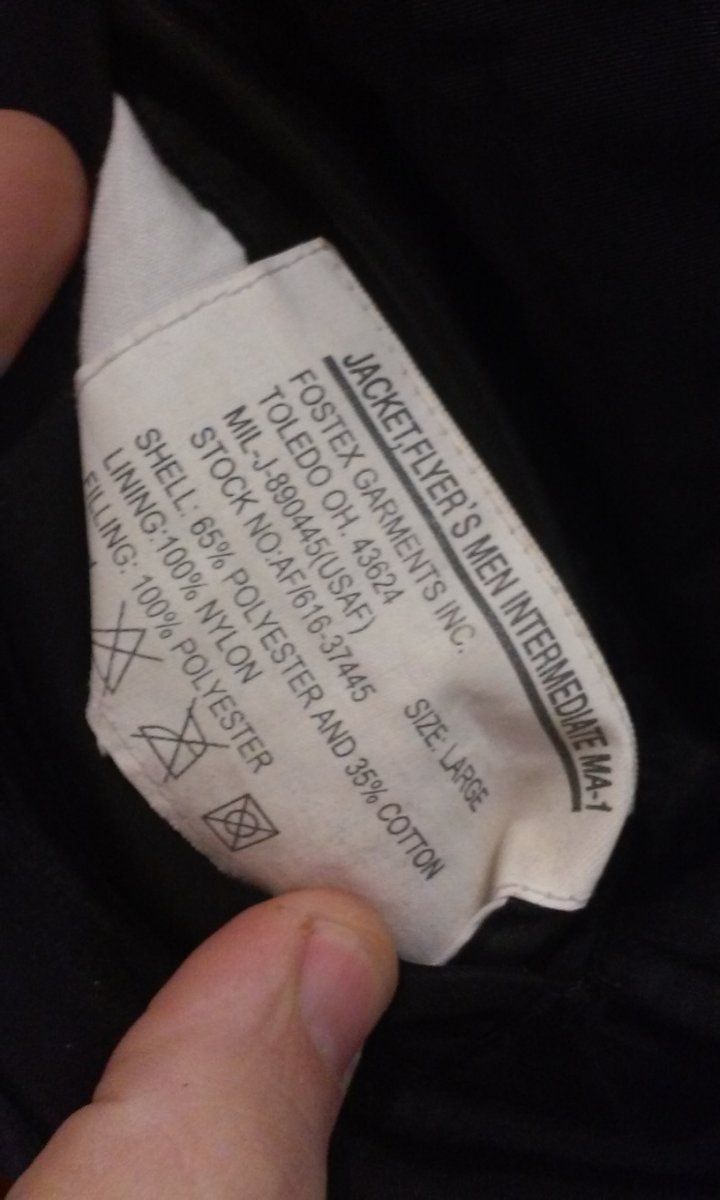 JACKET,FLYER'S MEN INTERMEDIATE MA-1
FOSTEX GARMENTS INC.
TOLEDO OH. 43624 SIZE: LARGE
MIL-J-890445(USAF)
STOCK NO:AF/616-37445
SHELL: 65% POLYESTER AND 35% COTTON
LINING:100% NYLON
FILLING: 100% POLYESTER